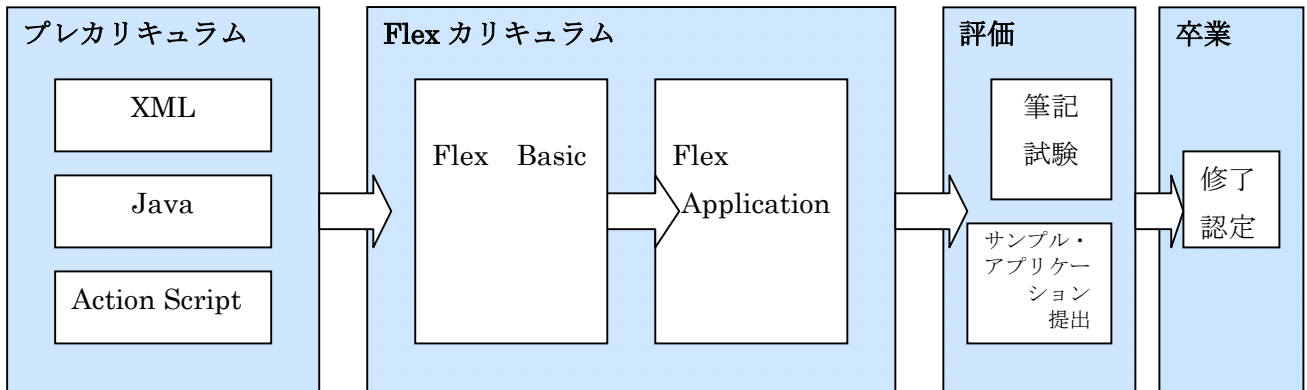 プレカリキュラム
XML
Java
Action Script
Flex カリキュラム
Flex Basic
Flex
Application
評価
筆記
試験
サンプル・
アプリケー
ション
提出
卒業
修了
認定